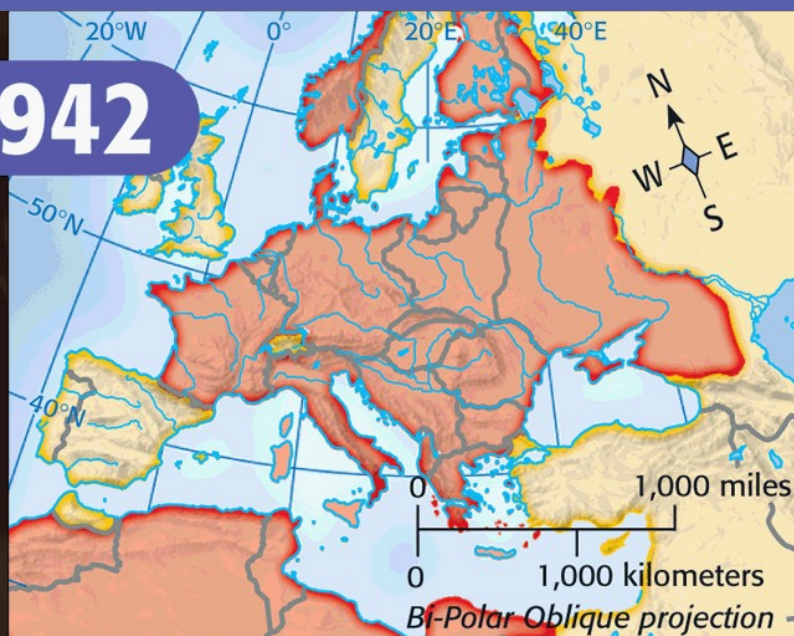 20°W 0° 20°E 40°E
942
N
W E
S
50°N
40°N
0 1,000 miles
0 1,000 kilometers
Bi-Polar Oblique projection